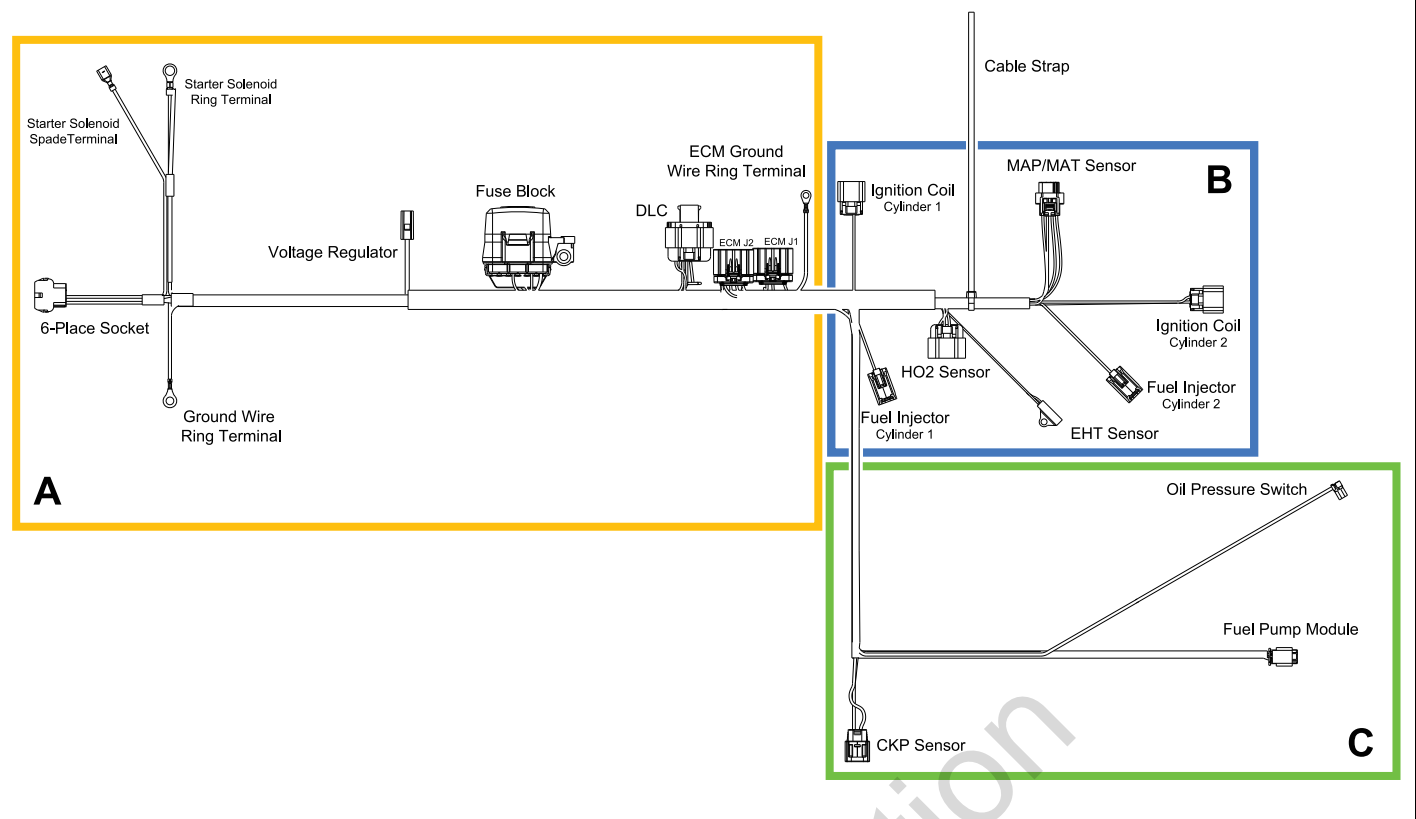 Cable Strap
Starter Solenoid
Ring Terminal
Starter Solenoid
SpadeTerminal
ECM Ground
Wire Ring Terminal
Fuse Block
DLC
ECM J2
ECM J1
Voltage Regulator
6-Place Socket
Ground Wire
Ring Terminal
A
Ignition Coil
Cylinder 1
MAP/MAT Sensor
B
Ignition Coil
Cylinder 2
HO2 Sensor
Fuel Injector
Cylinder 2
Fuel Injector
Cylinder 1
EHT Sensor
Oil Pressure Switch
Fuel Pump Module
CKP Sensor
C
tion